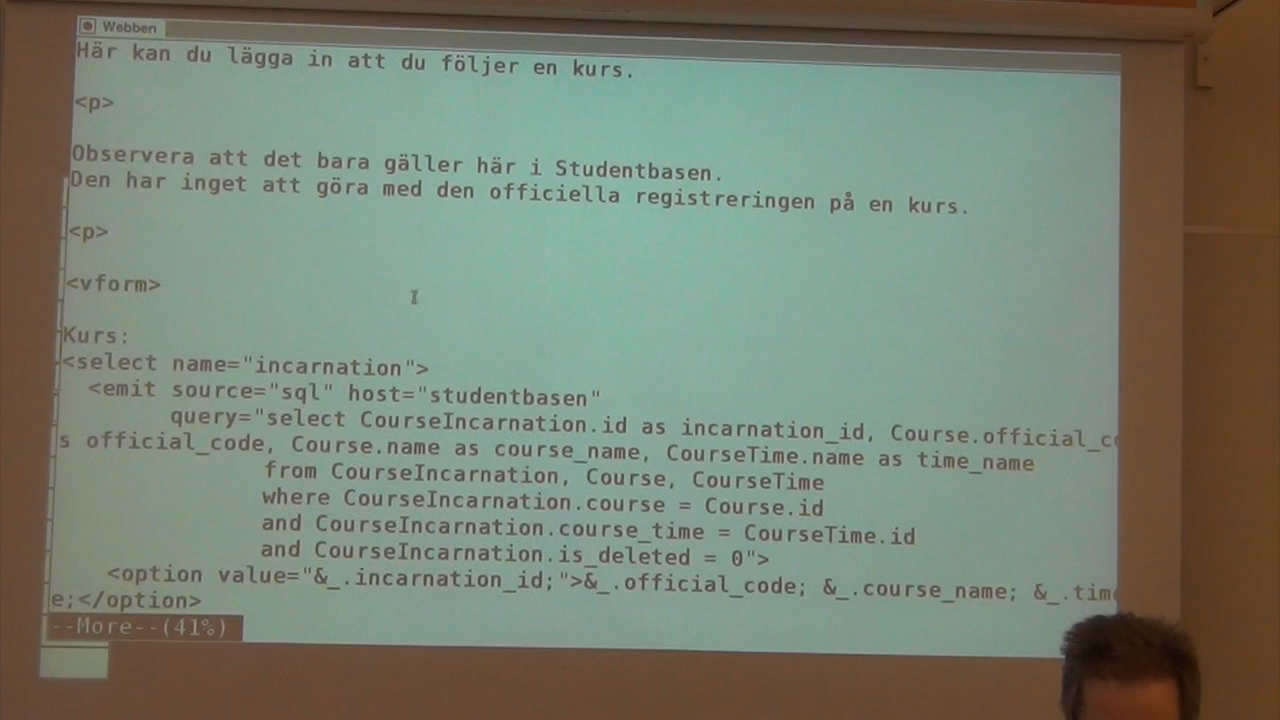 Webben
Här kan du lägga in att du följer en kurs.
<p>
Observera att det bara gäller här i Studentbasen.
Den har inget att göra med den officiella registreringen på en kurs.
<p>
<vform>
Kurs:
<select name="incarnation">
<emit source="sql" host="studentbasen"
query="select CourseIncarnation.id as incarnation_id, Course.official_c
s official_code, Course.name as course_name, CourseTime.name as time_name
from CourseIncarnation, Course, CourseTime
where CourseIncarnation.course = Course.id
and CourseIncarnation.course_time = CourseTime.id
and CourseIncarnation.is_deleted = 0">
<option value="&_.incarnation_id;">&_.official_code; &_.course_name; &_.tim
e;</option>
--More--(41%)